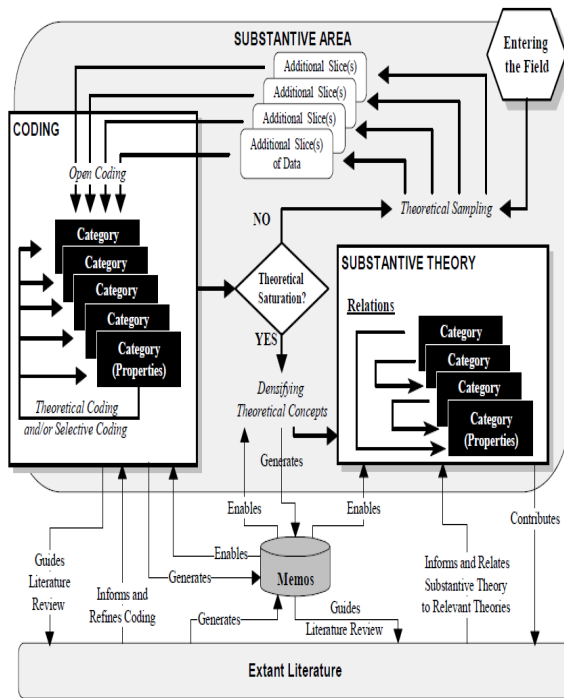 SUBSTANTIVE AREA
Entering
the Field
Additional Slice(s)
Additional Slice(s)
Additional Slice(s)
Additional Slice(s)
of Data
CODING
Open Coding
Category
Category
Category
Category
Category
(Properties)
Theoretical Coding
and/or Selective Coding
NO
Theoretical Sampling
Theoretical
Saturation?
YES
Densifying
Theoretical Concepts
SUBSTANTIVE THEORY
Relations
Category
Category
Category
Category
(Properties)
Generates
Enables
Enables
Enables
Generates
Memos
Contributes
Guides
Literature
Review
Informs and
Refines Coding
Generates
Guides
Literature Review
Informs and Relates
Substantive Theory
to Relevant Theories
Extant Literature